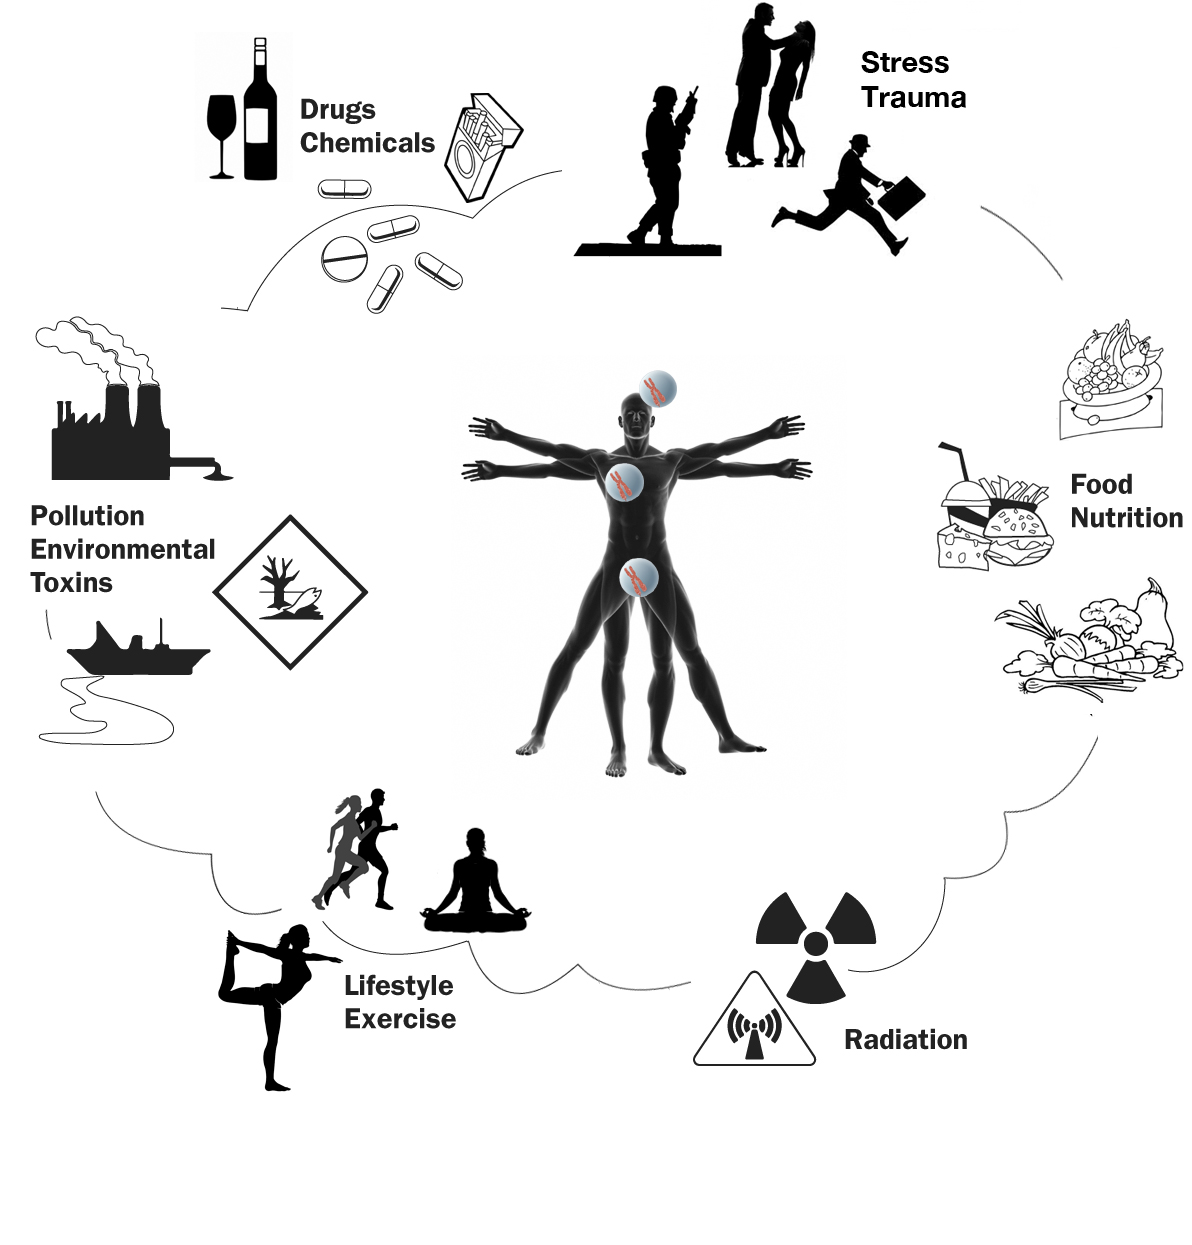 Drugs
Chemicals
Stress
Trauma
Food
Nutrition
Pollution
Environmental
Toxins
Lifestyle
Exercise
Radiation